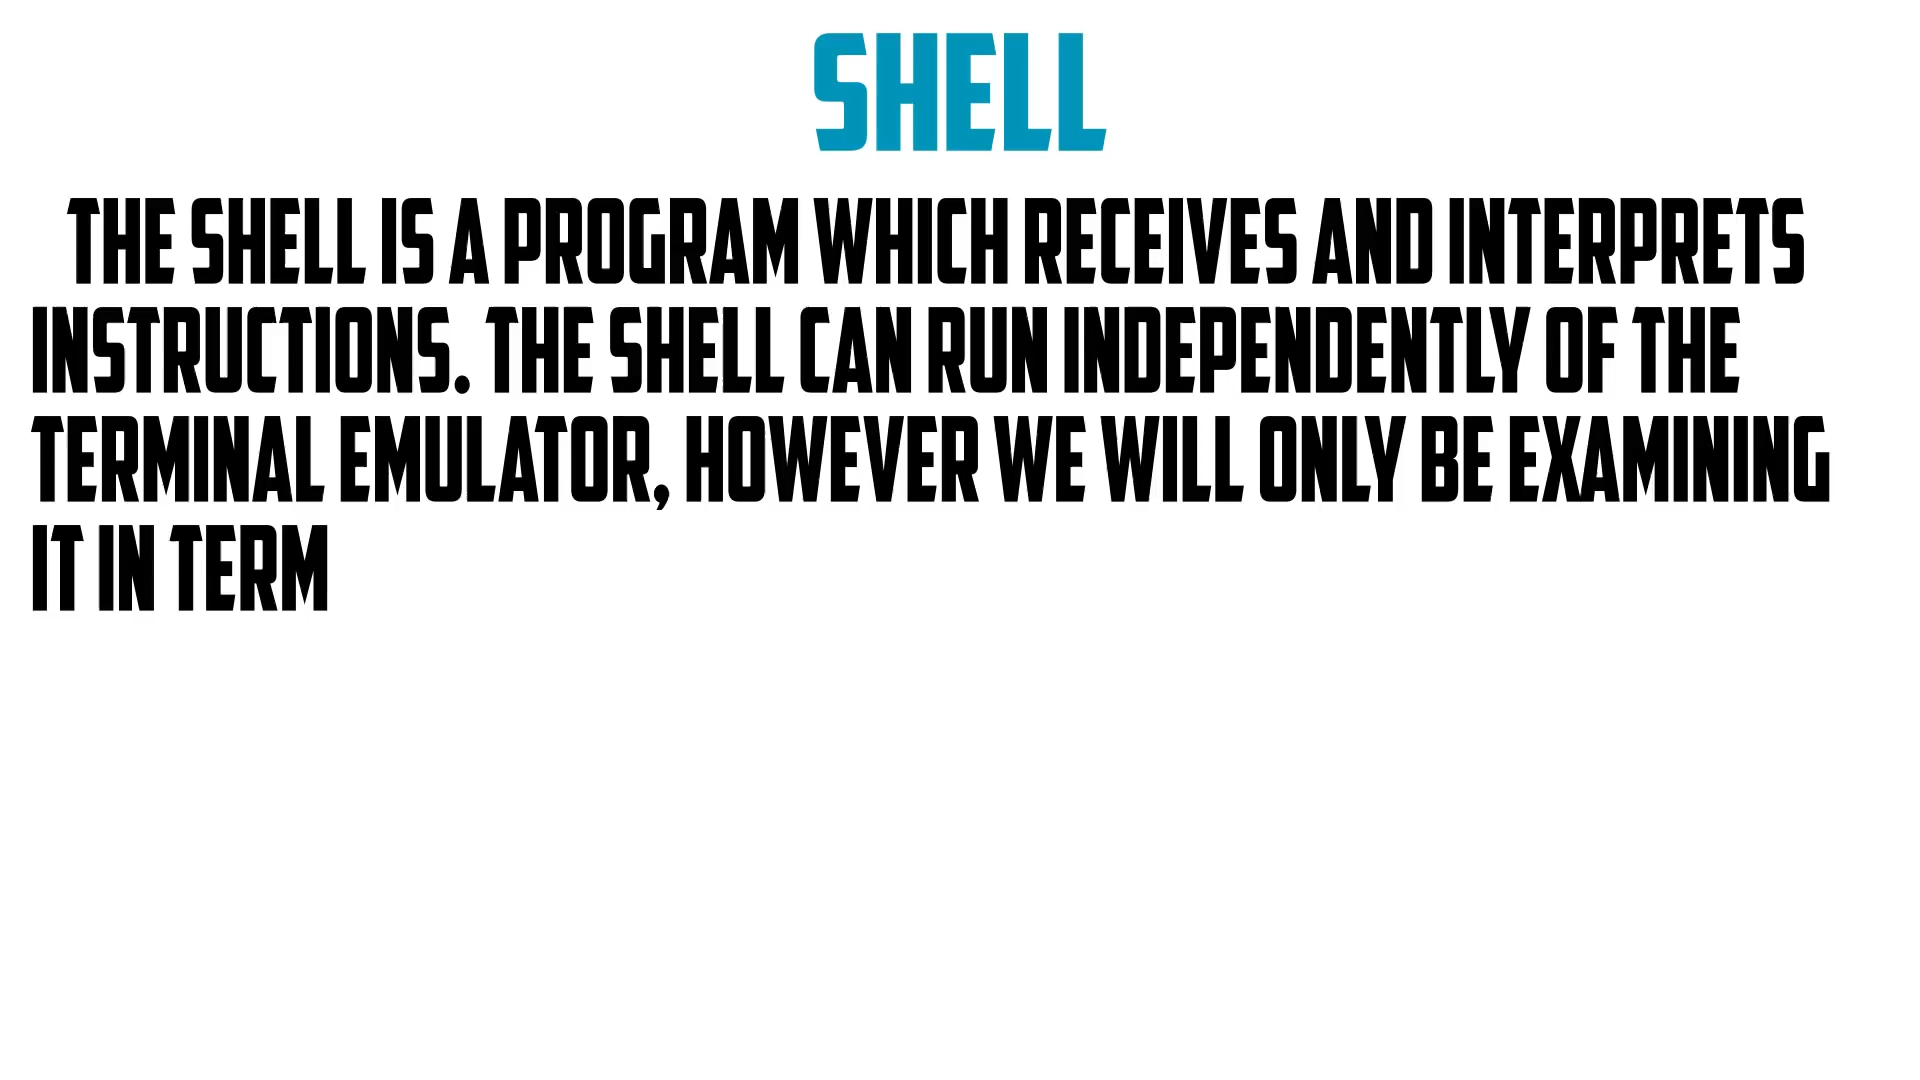 SHELL
THE SHELL IS A PROGRAM WHICH RECEIVES AND INTERPRETS
INSTRUCTIONS. THE SHELL CAN RUN INDEPENDENTLY OF THE
TERMINAL EMULATOR, HOWEVER WE WILL ONLY BE EXAMINING
IT IN TERM